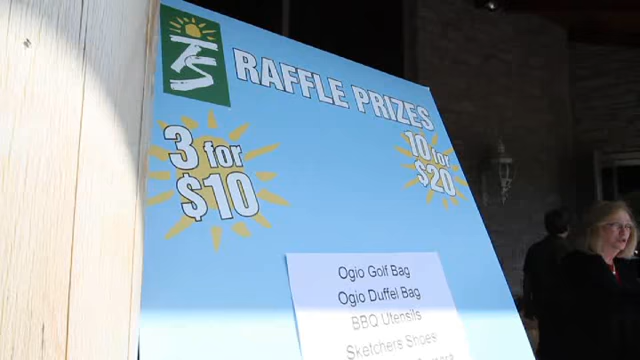 RAFFLE PRIZES
3 for
$10
10 for
$20
Ogio Golf Bag
Ogio Duffel Bag
BBQ Utensils
Sketchers Shoes